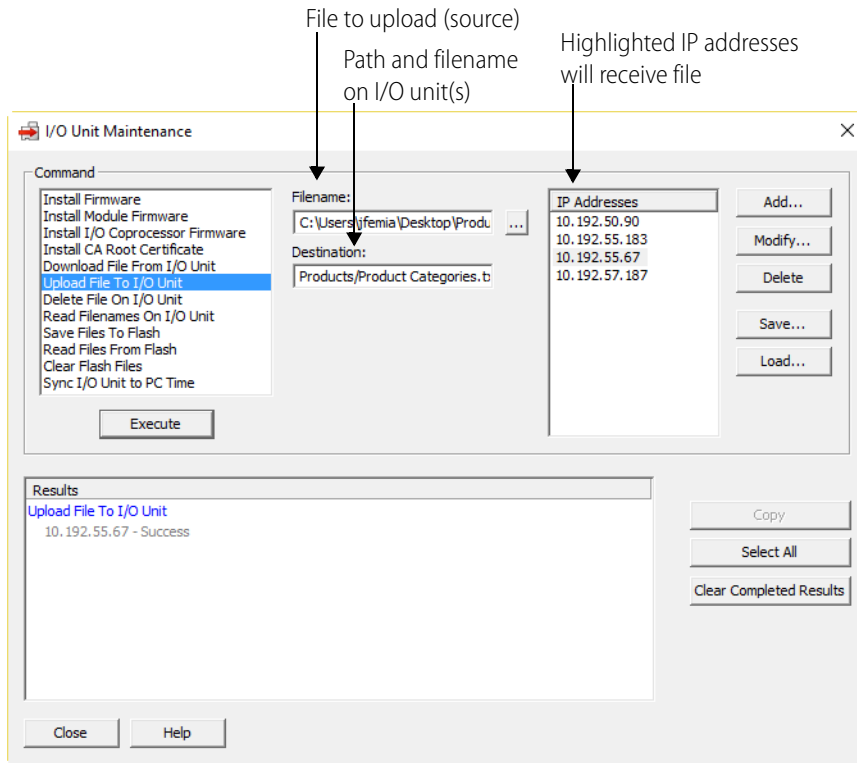 File to upload (source)
Path and filename
on I/O unit(s)
Highlighted IP addresses
will receive file
I/O Unit Maintenance
Command
Install Firmware
Install Module Firmware
Install I/O Coprocessor Firmware
Install CA Root Certificate
Download File From I/O Unit
Upload File To I/O Unit
Delete File On I/O Unit
Read Filenames On I/O Unit
Save Files To Flash
Read Files From Flash
Clear Flash Files
Sync I/O Unit to PC Time
Execute
Filename:
C:\Users\jfemia\Desktop\Produ
...
Destination:
Products/Product Categories.t
IP Addresses
10.192.50.90
10.192.55.183
10.192.55.67
10.192.57.187
Add...
Modify...
Delete
Save...
Load...
Results
Upload File To I/O Unit
10.192.55.67 - Success
Copy
Select All
Clear Completed Results
Close
Help